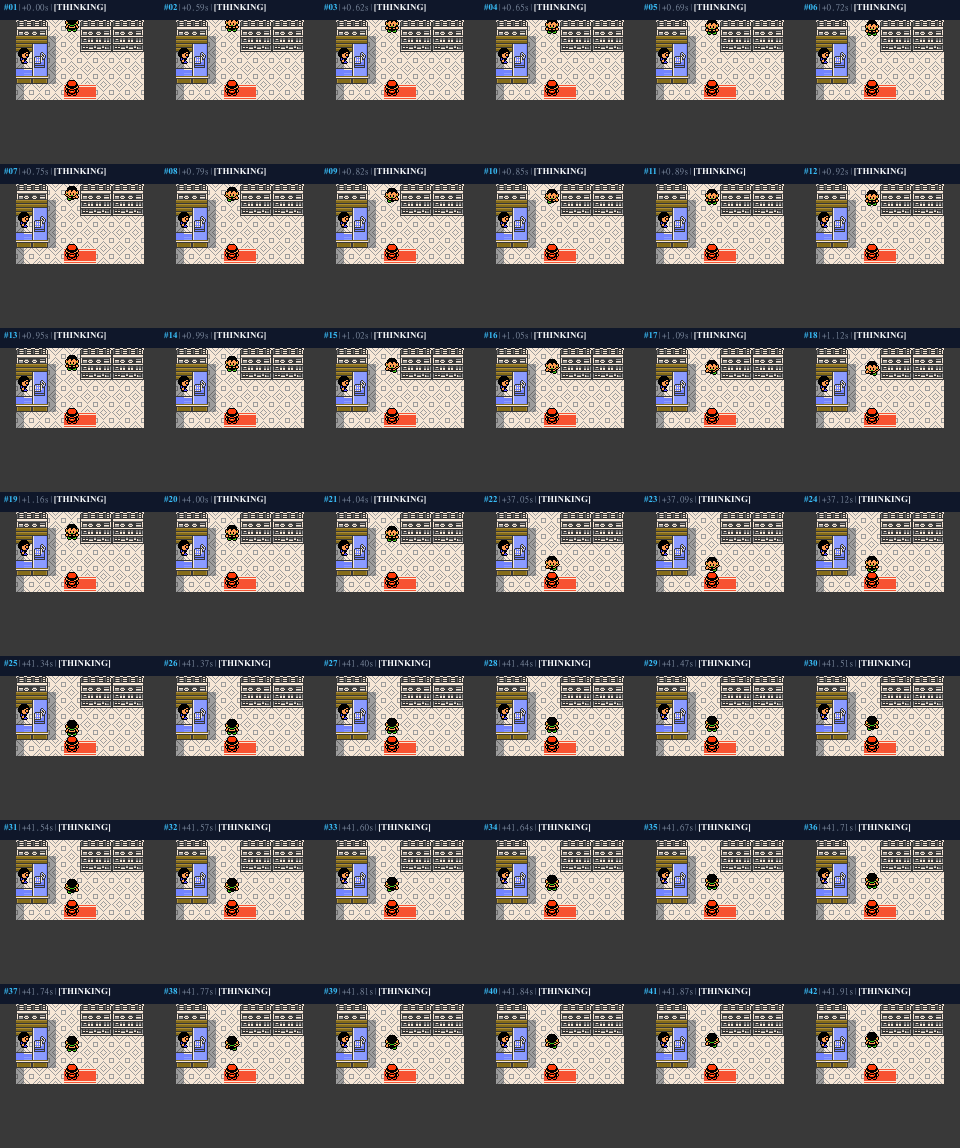 #01|+0.00s|[THINKING] #02|+0.59s|[THINKING] #03|+0.62s|[THINKING] #04|+0.65s|[THINKING] #05|+0.69s|[THINKING] #06|+0.72s|[THINKING]
#07|+0.75s|[THINKING] #08|+0.79s|[THINKING] #09|+0.82s|[THINKING] #10|+0.85s|[THINKING] #11|+0.89s|[THINKING] #12|+0.92s|[THINKING]
#13|+0.95s|[THINKING] #14|+0.99s|[THINKING] #15|+1.02s|[THINKING] #16|+1.05s|[THINKING] #17|+1.09s|[THINKING] #18|+1.12s|[THINKING]
#19|+1.16s|[THINKING] #20|+4.00s|[THINKING] #21|+4.04s|[THINKING] #22|+37.05s|[THINKING] #23|+37.09s|[THINKING] #24|+37.12s|[THINKING]
#25|+41.34s|[THINKING] #26|+41.37s|[THINKING] #27|+41.40s|[THINKING] #28|+41.44s|[THINKING] #29|+41.47s|[THINKING] #30|+41.51s|[THINKING]
#31|+41.54s|[THINKING] #32|+41.57s|[THINKING] #33|+41.60s|[THINKING] #34|+41.64s|[THINKING] #35|+41.67s|[THINKING] #36|+41.71s|[THINKING]
#37|+41.74s|[THINKING] #38|+41.77s|[THINKING] #39|+41.81s|[THINKING] #40|+41.84s|[THINKING] #41|+41.87s|[THINKING] #42|+41.91s|[THINKING]